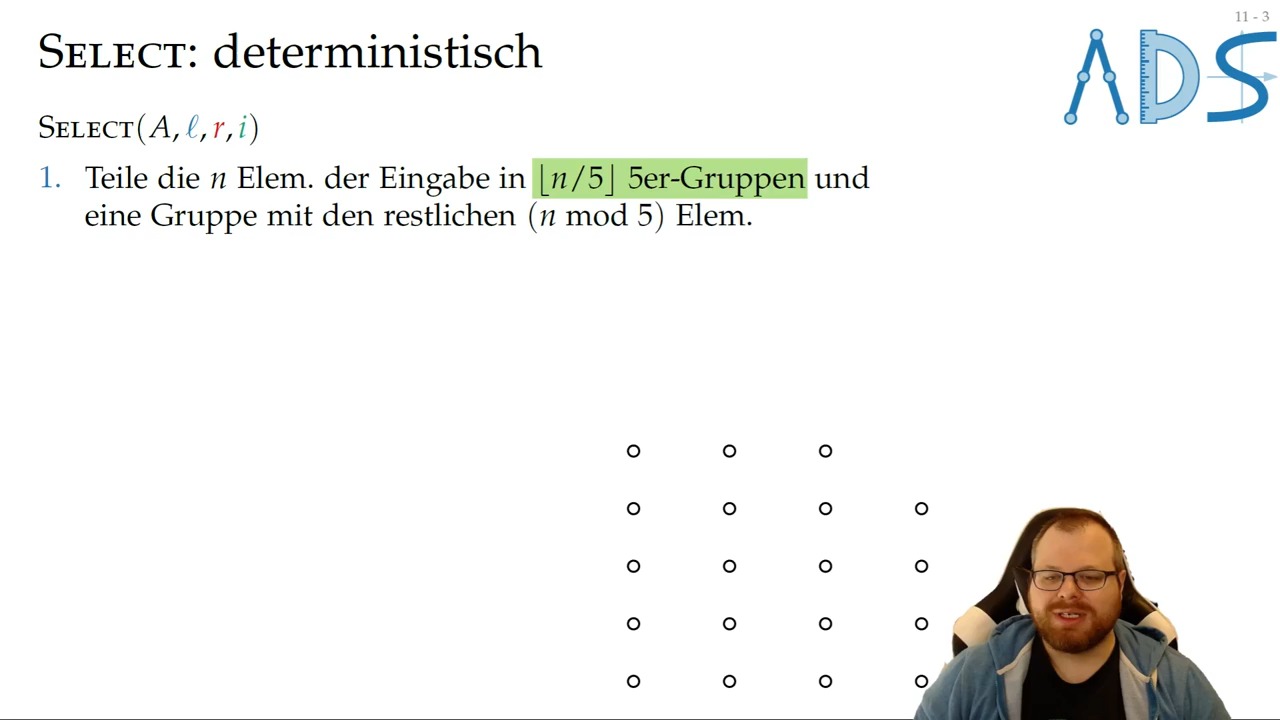 11 - 3
SELECT: deterministisch
ADS
SELECT(A, ℓ, r, i)
1. Teile die n Elem. der Eingabe in ⌊n/5⌋ 5er-Gruppen und
eine Gruppe mit den restlichen (n mod 5) Elem.